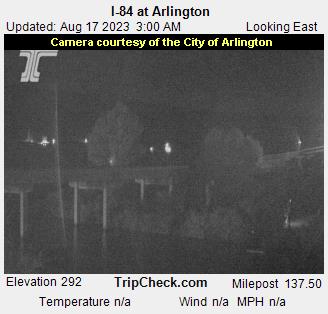 I-84 at Arlington
Updated: Aug 17 2023 3:00 AM Looking East
Camera courtesy of the City of Arlington
Elevation 292 TripCheck.com Milepost 137.50
Temperature n/a Wind n/a MPH n/a